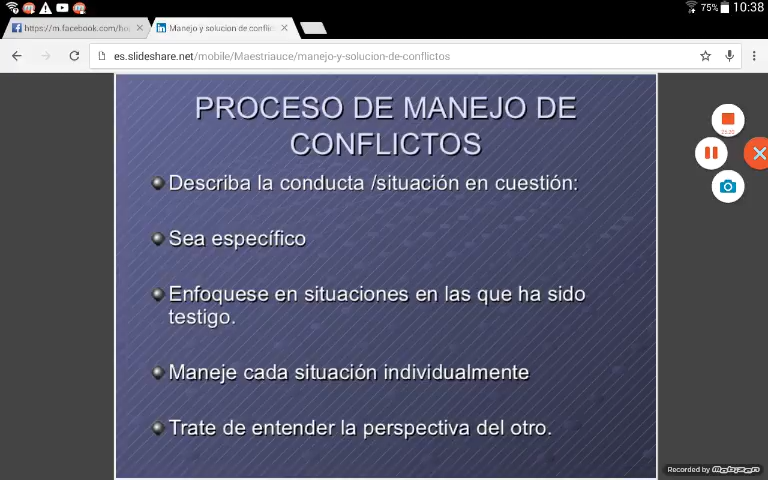 75% 10:38
https://m.facebook.com/ho
Manejo y solucion de conflic
es.slideshare.net/mobile/Maestriauce/manejo-y-solucion-de-conflictos
PROCESO DE MANEJO DE
CONFLICTOS
Describa la conducta /situación en cuestión:
Sea específico
Enfoquese en situaciones en las que ha sido
testigo.
Maneje cada situación individualmente
Trate de entender la perspectiva del otro.
Recorded by mobizen